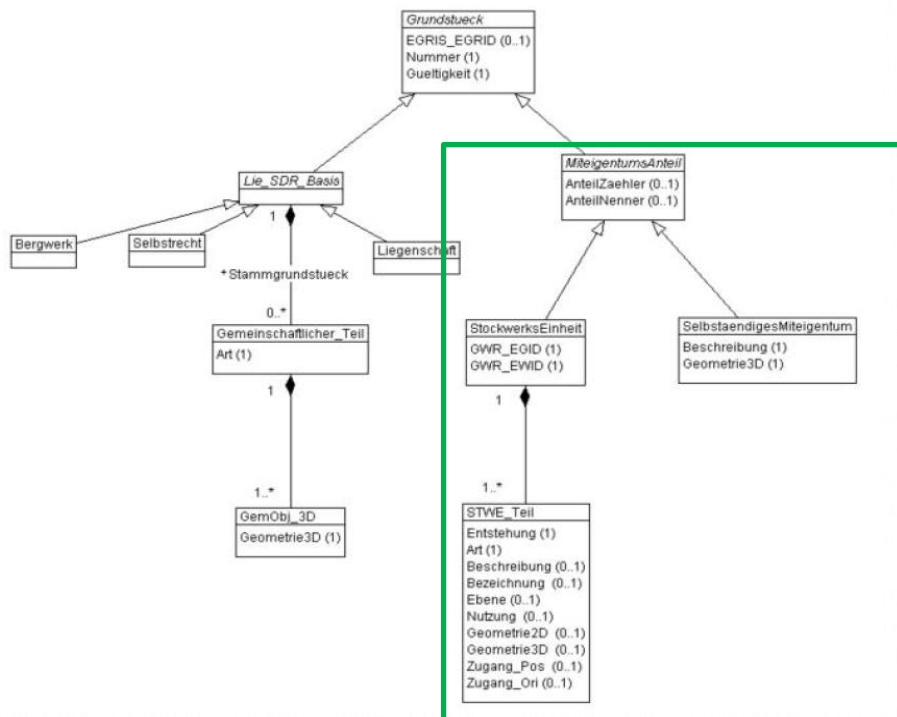 Grundstueck
EGRIS_EGRID (0..1)
Nummer (1)
Gueltigkeit (1)
MiteigentumsAnteil
AnteilZaehler (0..1)
AnteilNenner (0..1)
Lie_SDR_Basis
1
Bergwerk
Selbstrecht
Liegenschaft
*Stammgrundstueck
0..*
Gemeinschaftlicher_Teil
Art (1)
1
1..*
GemObj_3D
Geometrie3D (1)
StockwerksEinheit
GWR_EGID (1)
GWR_EWID (1)
SelbstaendigesMiteigentum
Beschreibung (1)
Geometrie3D (1)
1
1..*
STWE_Teil
Entstehung (1)
Art (1)
Beschreibung (0..1)
Bezeichnung (0..1)
Ebene (0..1)
Nutzung (0..1)
Geometrie2D (0..1)
Geometrie3D (0..1)
Zugang_Pos (0..1)
Zugang_Ori (0..1)